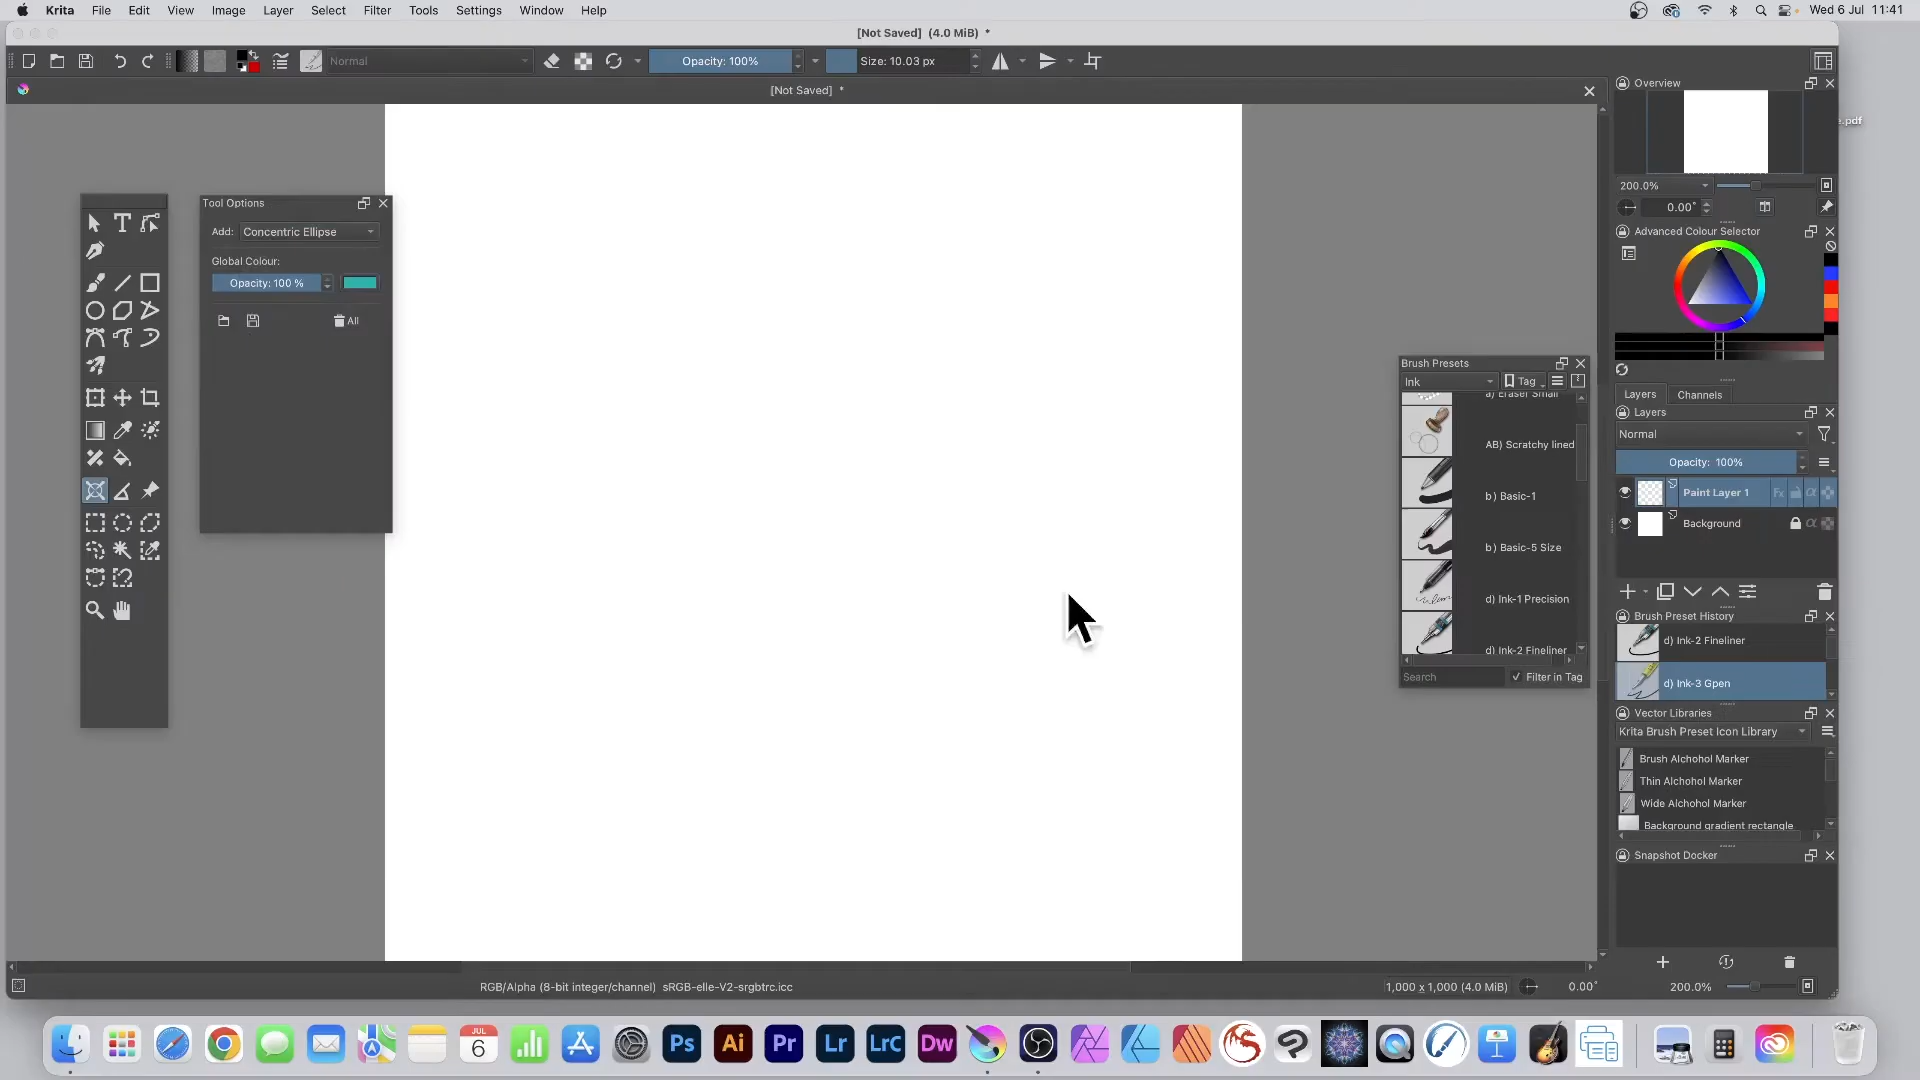 Krita File Edit View Image Layer Select Filter Tools Settings Window Help Wed 6 Jul 11:41
[Not Saved] (4.0 MiB) *
Normal Opacity: 100% Size: 10.03 px
[Not Saved] *
Overview
e.pdf
200.0%
0.00°
Tool Options
Add: Concentric Ellipse
Global Colour:
Opacity: 100 %
All
Advanced Colour Selector
Brush Presets
Ink Tag
a) Eraser Small
AB) Scratchy lined
b) Basic-1
b) Basic-5 Size
d) Ink-1 Precision
d) Ink-2 Fineliner
Search Filter in Tag
Layers Channels
Layers
Normal
Opacity: 100%
Paint Layer 1 Fx α
Background α
Brush Preset History
d) Ink-2 Fineliner
d) Ink-3 Gpen
Vector Libraries
Krita Brush Preset Icon Library
Brush Alchohol Marker
Thin Alchohol Marker
Wide Alchohol Marker
Background gradient rectangle
Snapshot Docker
RGB/Alpha (8-bit integer/channel) sRGB-elle-V2-srgbtrc.icc 1,000 x 1,000 (4.0 MiB) 0.00° 200.0%
JUL
6
Ps Ai Pr Lr LrC Dw